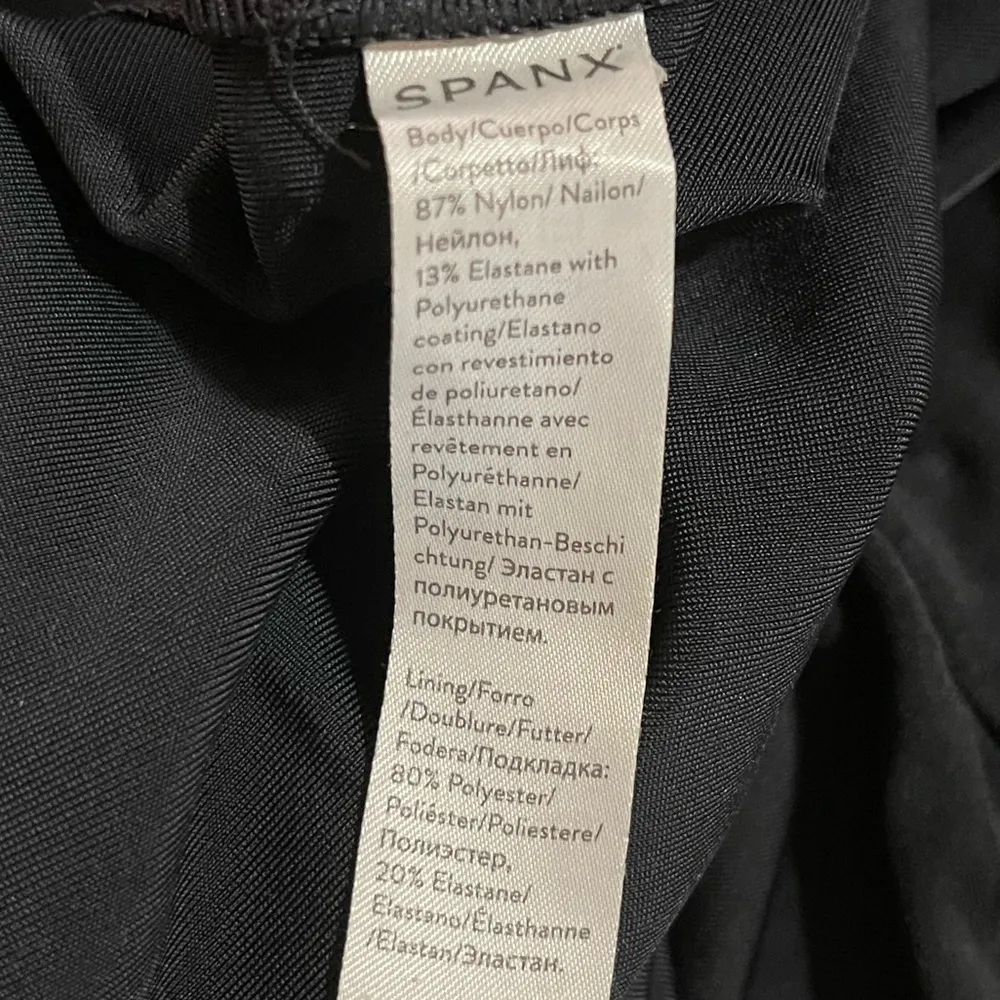 SPANX
Body/Cuerpo/Corps
/Corpetto/Лиф:
87% Nylon/ Nailon/
Нейлон,
13% Elastane with
Polyurethane
coating/Elastano
con revestimiento
de poliuretano/
Élasthanne avec
revêtement en
Polyuréthanne/
Elastan mit
Polyurethan-Beschi
chtung/ Эластан с
полиуретановым
покрытием.
Lining/Forro
/Doublure/Futter/
Fodera/Подкладка:
80% Polyester/
Poliéster/Poliestere/
Полиэстер,
20% Elastane/
Elastano/Élasthanne
/Elastan/Эластан.